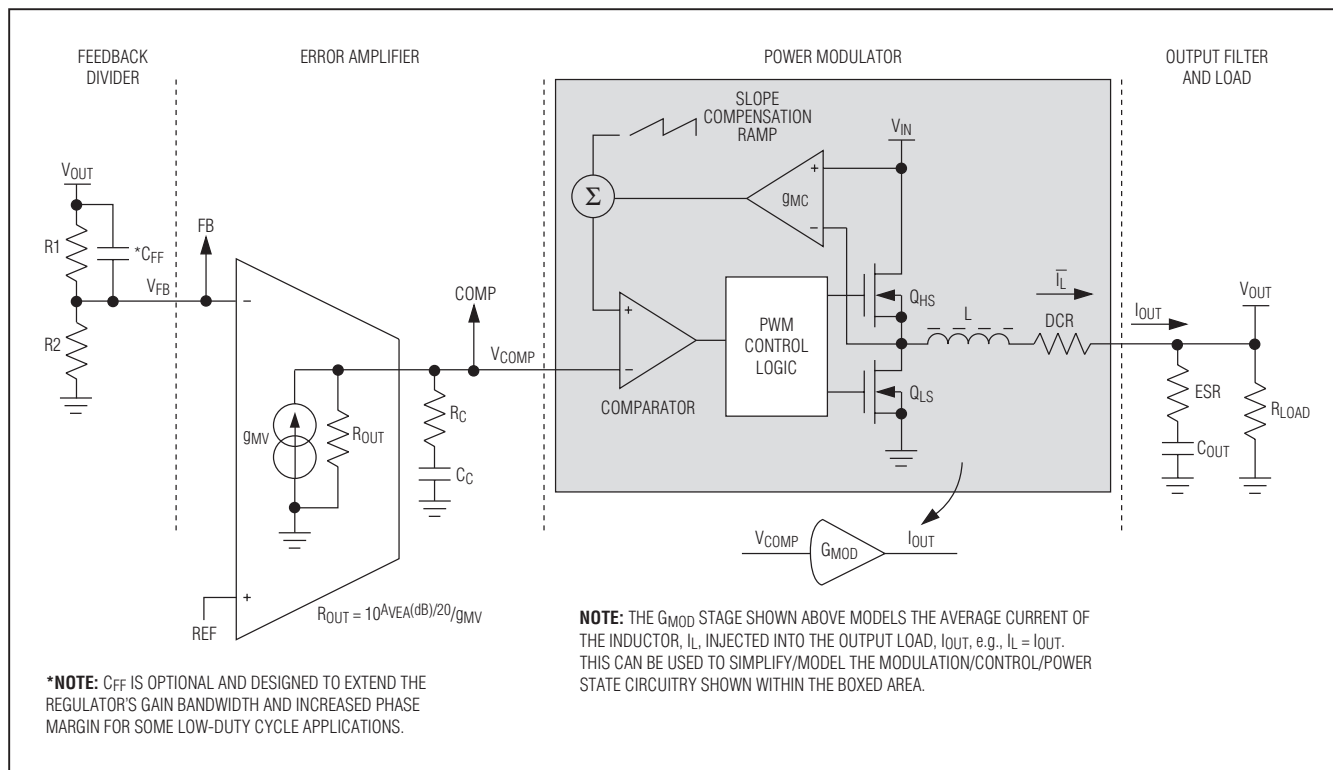 FEEDBACK
DIVIDER
ERROR AMPLIFIER
POWER MODULATOR
OUTPUT FILTER
AND LOAD
SLOPE
COMPENSATION
RAMP
VIN
VOUT
Σ
gMC
+
−
FB
R1
*CFF
QHS
IL
VFB
−
COMP
VOUT
IOUT
L
DCR
R2
VCOMP
+
−
PWM
CONTROL
LOGIC
COMPARATOR
QLS
ESR
RLOAD
RC
gMV
ROUT
COUT
CC
VCOMP
GMOD
IOUT
+
REF
ROUT = 10AVEA(dB)/20/gMV
NOTE: THE GMOD STAGE SHOWN ABOVE MODELS THE AVERAGE CURRENT OF
THE INDUCTOR, IL, INJECTED INTO THE OUTPUT LOAD, IOUT, e.g., IL = IOUT.
THIS CAN BE USED TO SIMPLIFY/MODEL THE MODULATION/CONTROL/POWER
STATE CIRCUITRY SHOWN WITHIN THE BOXED AREA.
*NOTE: CFF IS OPTIONAL AND DESIGNED TO EXTEND THE
REGULATOR'S GAIN BANDWIDTH AND INCREASED PHASE
MARGIN FOR SOME LOW-DUTY CYCLE APPLICATIONS.